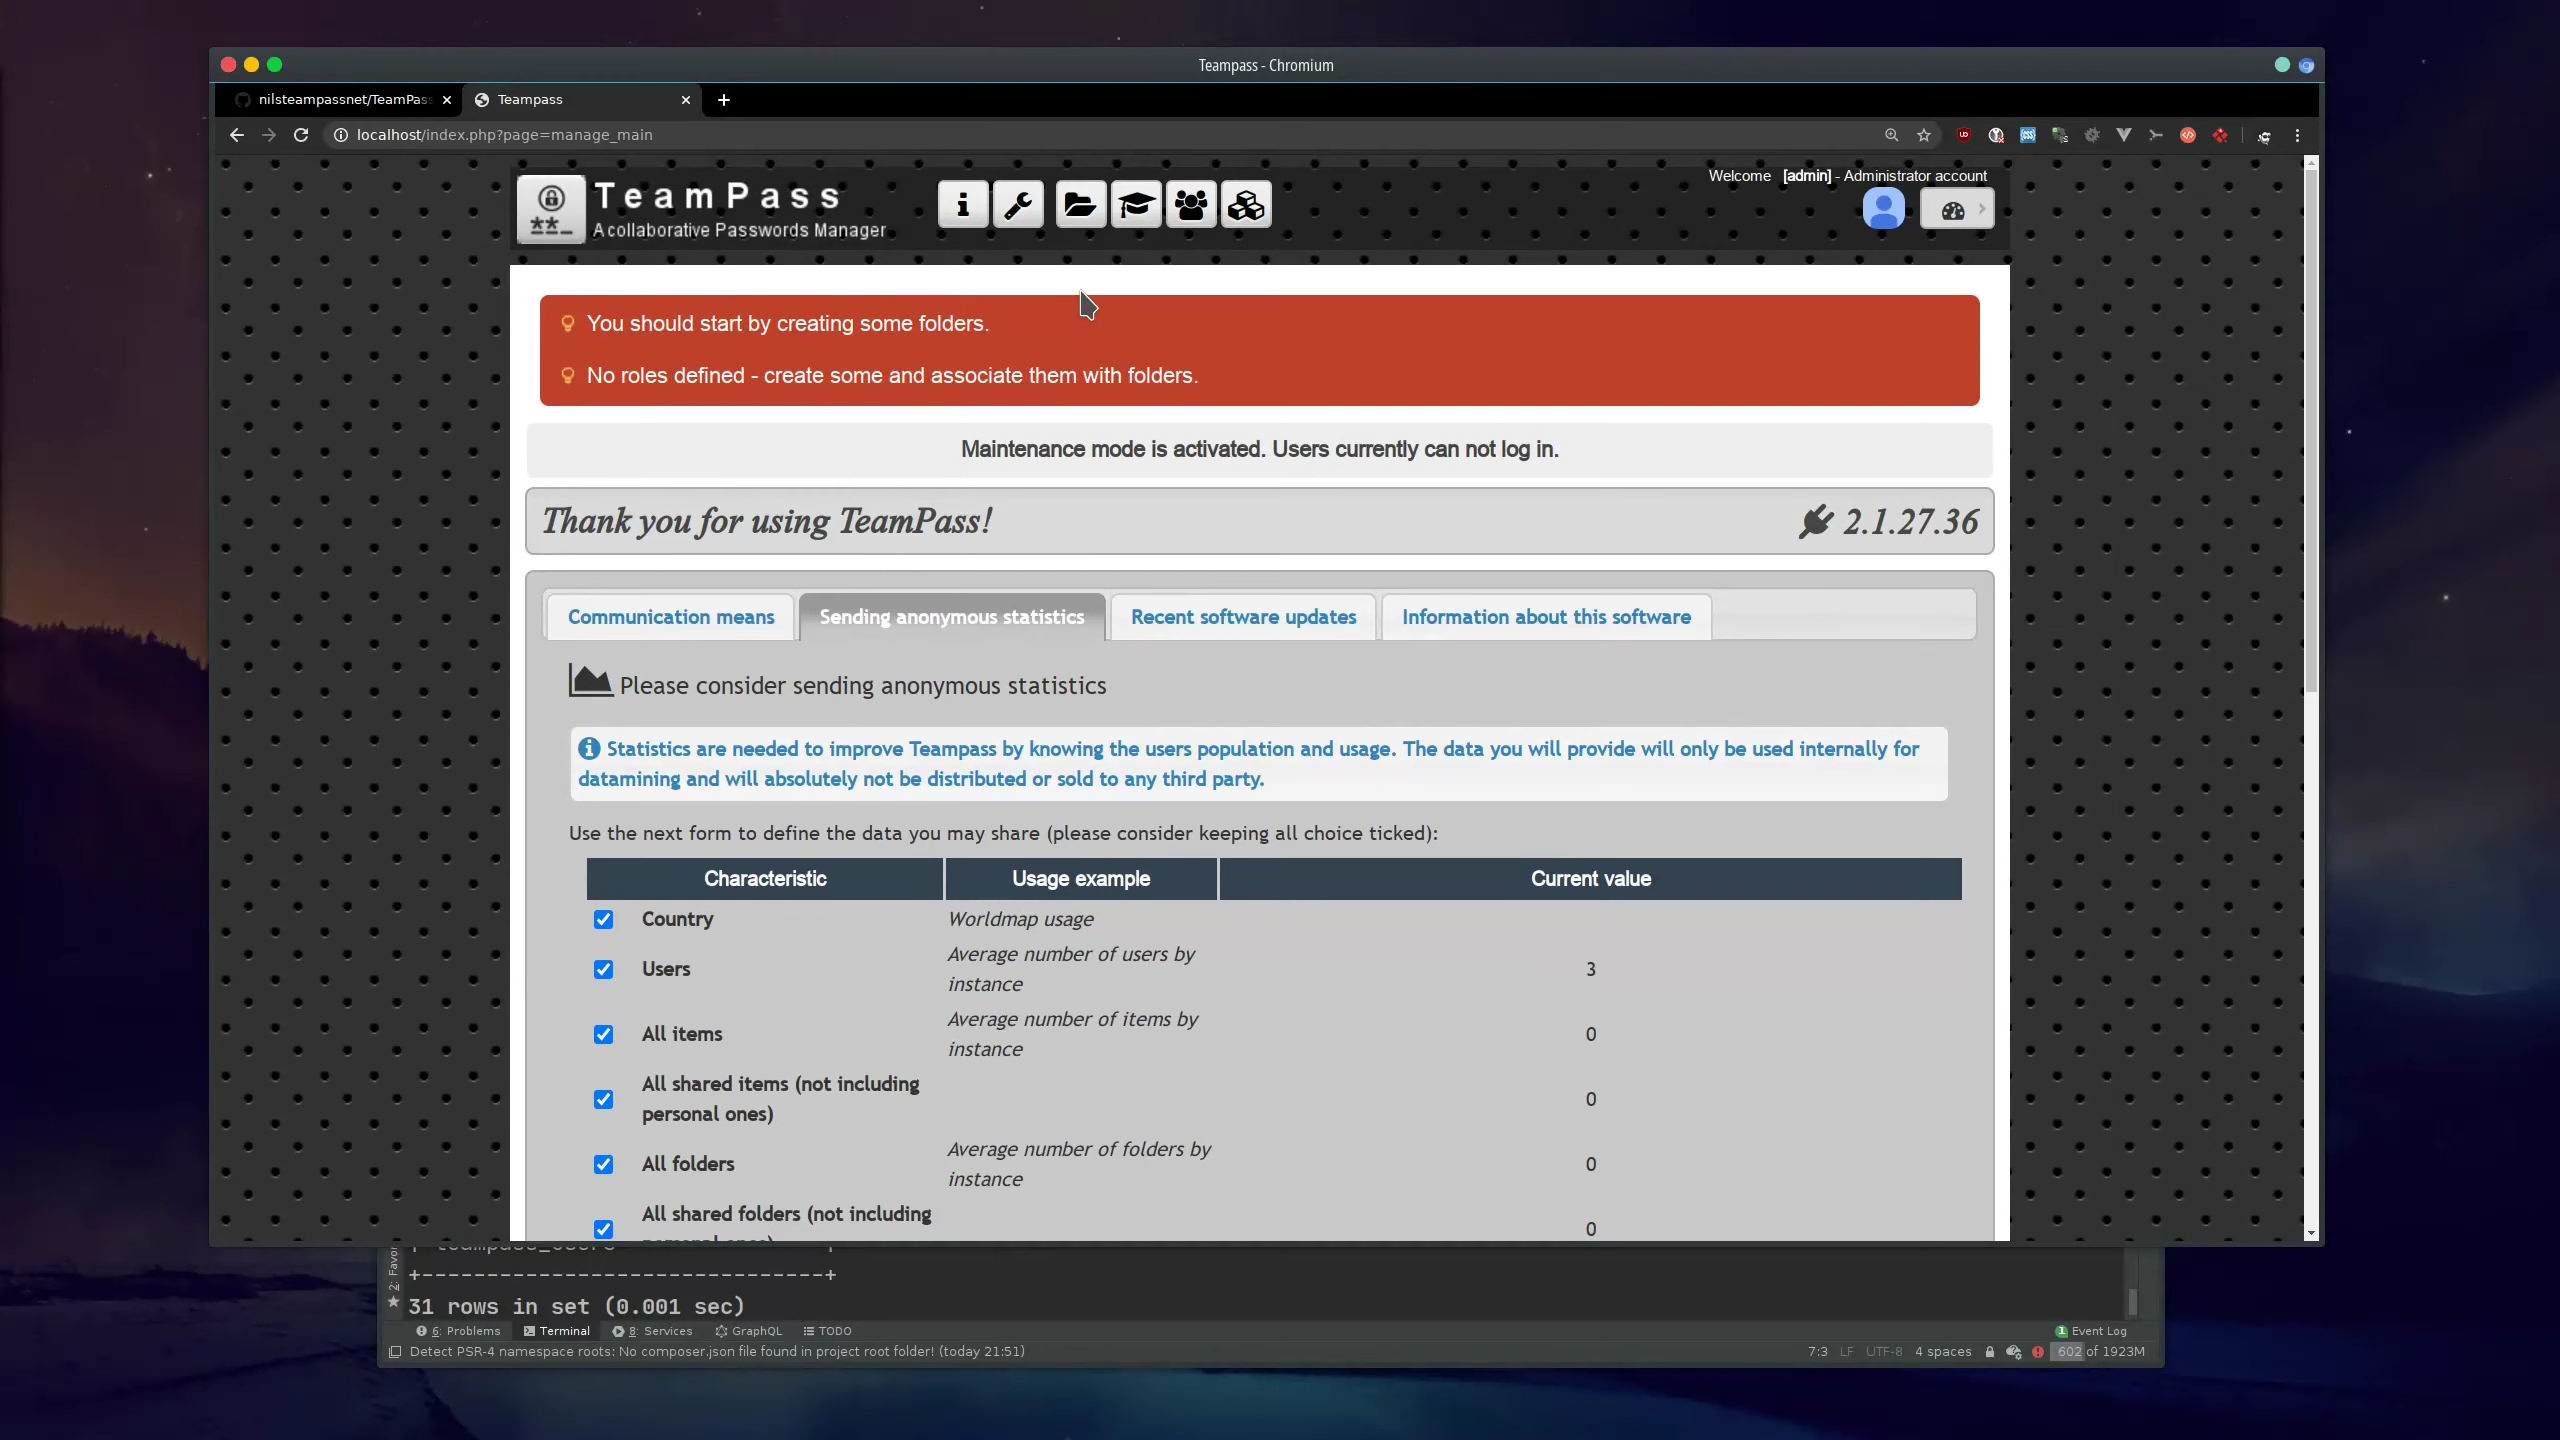 Teampass - Chromium
nilsteampassnet/TeamPas
Teampass
localhost/index.php?page=manage_main
TeamPass
A collaborative Passwords Manager
Welcome [admin] - Administrator account
You should start by creating some folders.
No roles defined - create some and associate them with folders.
Maintenance mode is activated. Users currently can not log in.
Thank you for using TeamPass!
2.1.27.36
Communication means
Sending anonymous statistics
Recent software updates
Information about this software
Please consider sending anonymous statistics
Statistics are needed to improve Teampass by knowing the users population and usage. The data you will provide will only be used internally for
datamining and will absolutely not be distributed or sold to any third party.
Use the next form to define the data you may share (please consider keeping all choice ticked):
Characteristic Usage example Current value
Country Worldmap usage
Users Average number of users by
instance 3
All items Average number of items by
instance 0
All shared items (not including
personal ones) 0
All folders Average number of folders by
instance 0
All shared folders (not including
0
+-------------------------------+
31 rows in set (0.001 sec)
6: Problems Terminal 8: Services GraphQL TODO
1 Event Log
Detect PSR-4 namespace roots: No composer.json file found in project root folder! (today 21:51)
7:3 LF UTF-8 4 spaces 602 of 1923M